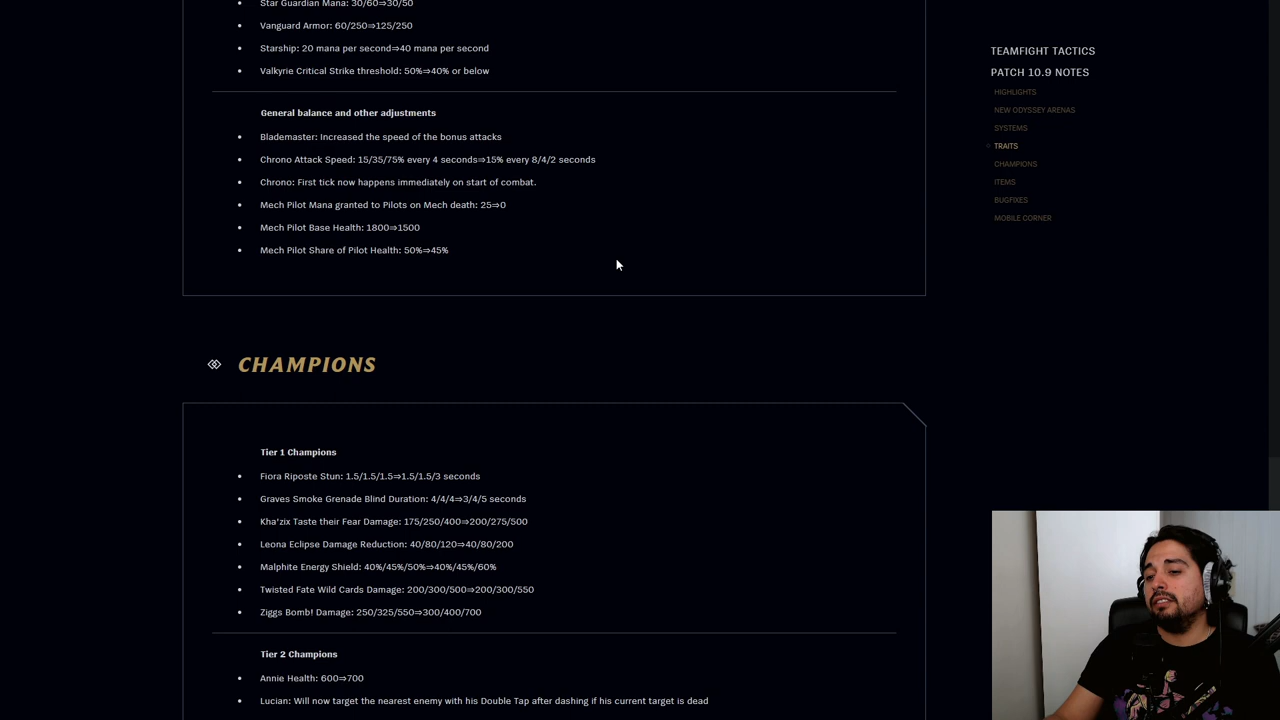 Star Guardian Mana: 30/60⇒30/50
Vanguard Armor: 60/250⇒125/250
Starship: 20 mana per second⇒40 mana per second
Valkyrie Critical Strike threshold: 50%⇒40% or below
General balance and other adjustments
Blademaster: Increased the speed of the bonus attacks
Chrono Attack Speed: 15/35/75% every 4 seconds⇒15% every 8/4/2 seconds
Chrono: First tick now happens immediately on start of combat.
Mech Pilot Mana granted to Pilots on Mech death: 25⇒0
Mech Pilot Base Health: 1800⇒1500
Mech Pilot Share of Pilot Health: 50%⇒45%
CHAMPIONS
Tier 1 Champions
Fiora Riposte Stun: 1.5/1.5/1.5⇒1.5/1.5/3 seconds
Graves Smoke Grenade Blind Duration: 4/4/4⇒3/4/5 seconds
Kha'zix Taste their Fear Damage: 175/250/400⇒200/275/500
Leona Eclipse Damage Reduction: 40/80/120⇒40/80/200
Malphite Energy Shield: 40%/45%/50%⇒40%/45%/60%
Twisted Fate Wild Cards Damage: 200/300/500⇒200/300/550
Ziggs Bomb! Damage: 250/325/550⇒300/400/700
Tier 2 Champions
Annie Health: 600⇒700
Lucian: Will now target the nearest enemy with his Double Tap after dashing if his current target is dead
TEAMFIGHT TACTICS
PATCH 10.9 NOTES
HIGHLIGHTS
NEW ODYSSEY ARENAS
SYSTEMS
TRAITS
CHAMPIONS
ITEMS
BUGFIXES
MOBILE CORNER